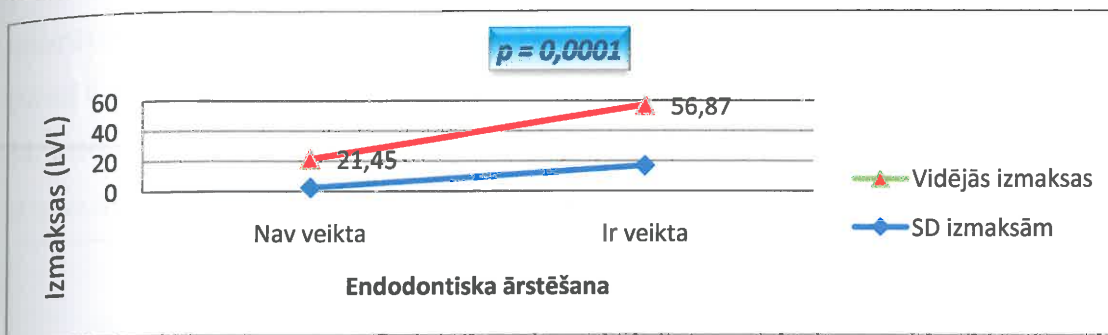 p = 0,0001
Izmaksas (LVL)
60
40
20
0
56,87
21,45
Nav veikta
Ir veikta
Endodontiska ārstēšana
Vidējās izmaksas
SD izmaksām